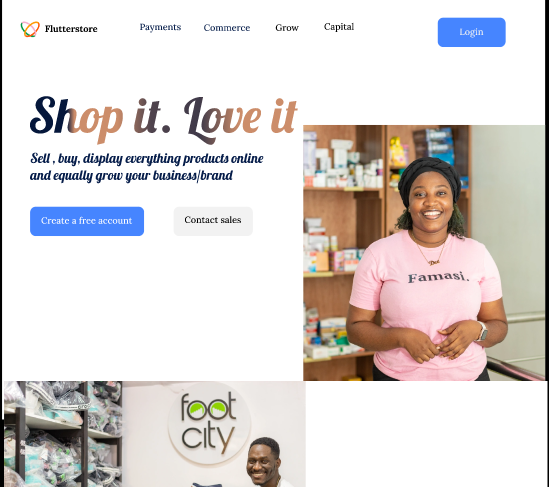 Flutterstore
Payments
Commerce
Grow
Capital
Login
Shop it. Love it
Sell , buy, display everything products online
and equally grow your business/brand
Create a free account
Contact sales
Dee
Famasi.
foot
city